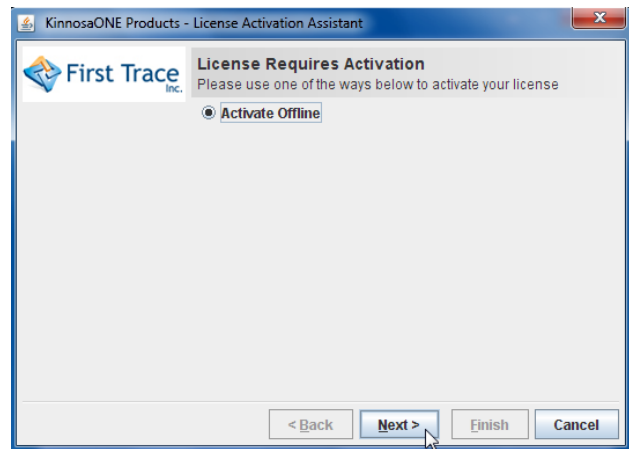 KinnosaONE Products - License Activation Assistant
First Trace
Inc.
License Requires Activation
Please use one of the ways below to activate your license
Activate Offline
< Back
Next >
Finish
Cancel